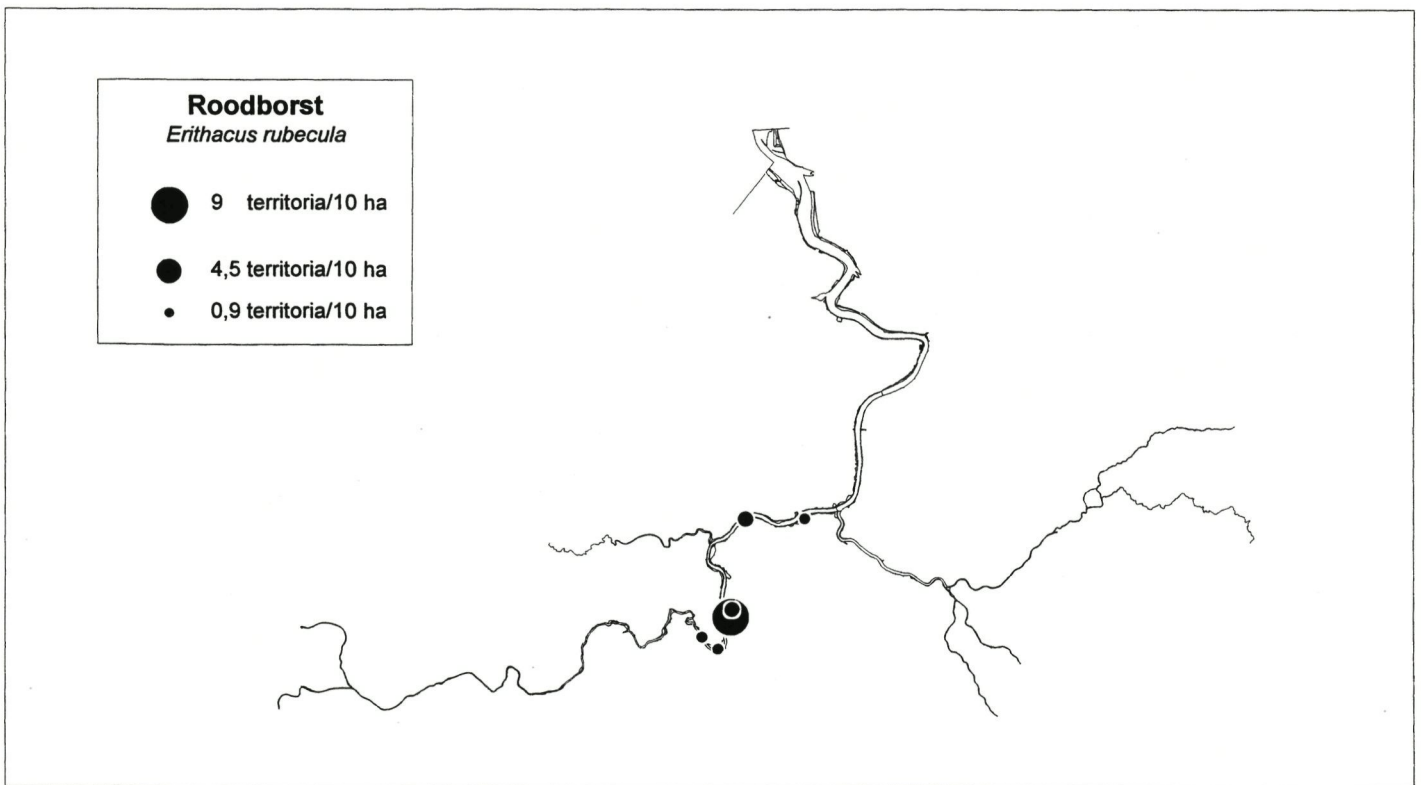 Roodborst
Erithacus rubecula
9 territoria/10 ha
4,5 territoria/10 ha
0,9 territoria/10 ha